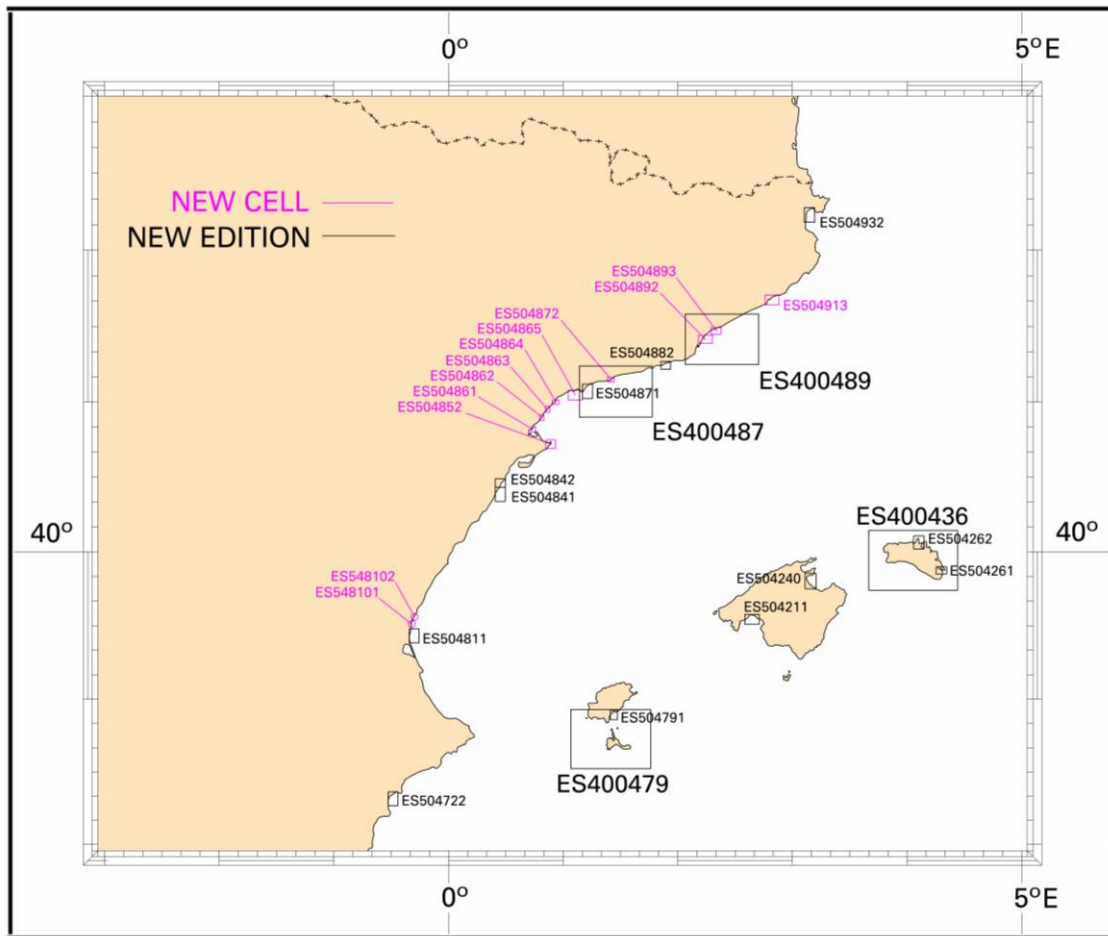 0°
5°E
NEW CELL
NEW EDITION
ES504932
ES504893
ES504892
ES504913
ES504872
ES504865
ES504864
ES504863
ES504862
ES504861
ES504852
ES504882
ES400489
ES504871
ES400487
ES504842
ES504841
40°
40°
ES400436
ES504262
ES504261
ES504240
ES504211
ES548102
ES548101
ES504811
ES504791
ES400479
ES504722
0°
5°E